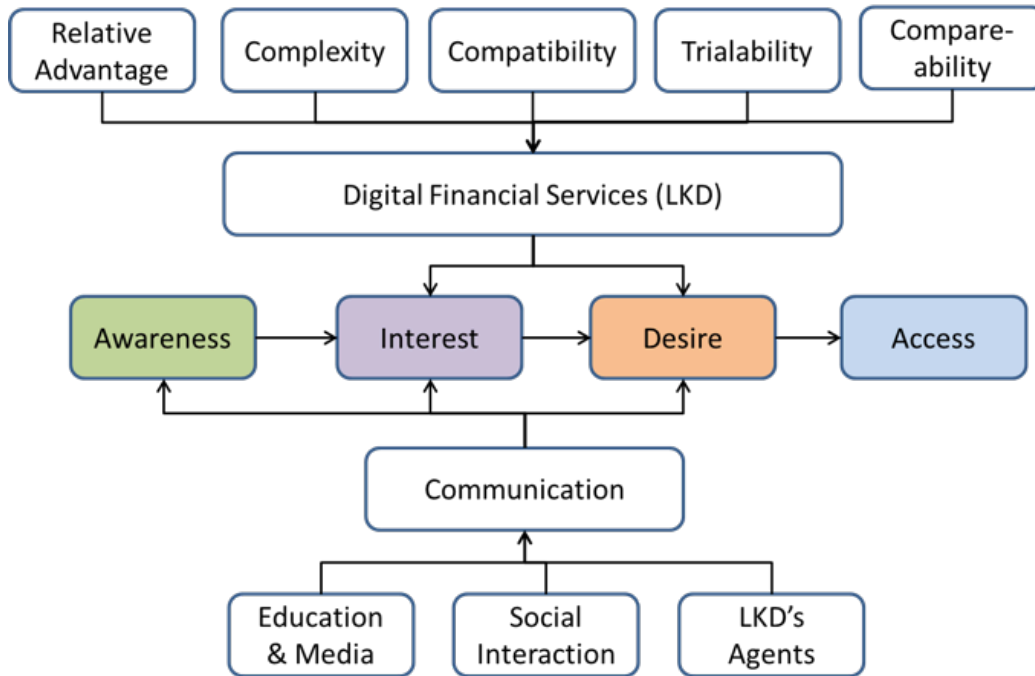 Relative
Advantage
Complexity
Compatibility
Trialability
Compare-
ability
Digital Financial Services (LKD)
Awareness
Interest
Desire
Access
Communication
Education
& Media
Social
Interaction
LKD's
Agents